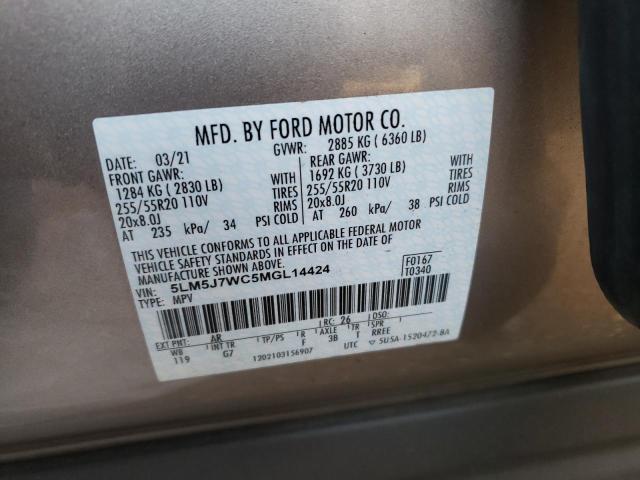 MFD. BY FORD MOTOR CO.
DATE: 03/21 GVWR: 2885 KG ( 6360 LB)
FRONT GAWR: REAR GAWR:
1284 KG ( 2830 LB) WITH 1692 KG ( 3730 LB) WITH
255/55R20 110V TIRES 255/55R20 110V TIRES
20x8.0J RIMS 20x8.0J RIMS
AT 235 kPa/ 34 PSI COLD AT 260 kPa/ 38 PSI COLD
THIS VEHICLE CONFORMS TO ALL APPLICABLE FEDERAL MOTOR
VEHICLE SAFETY STANDARDS IN EFFECT ON THE DATE OF
MANUFACTURE SHOWN ABOVE.
VIN: 5LM5J7WC5MGL14424 F0167
TYPE: MPV T0340
EXT PNT: AR RC: 26 DSO:
WB INT TR TP/PS R AXLE TR SPR
119 G7 F 3B T RREE
1202103156907 UTC ▽ 5U5A-1520472-BA